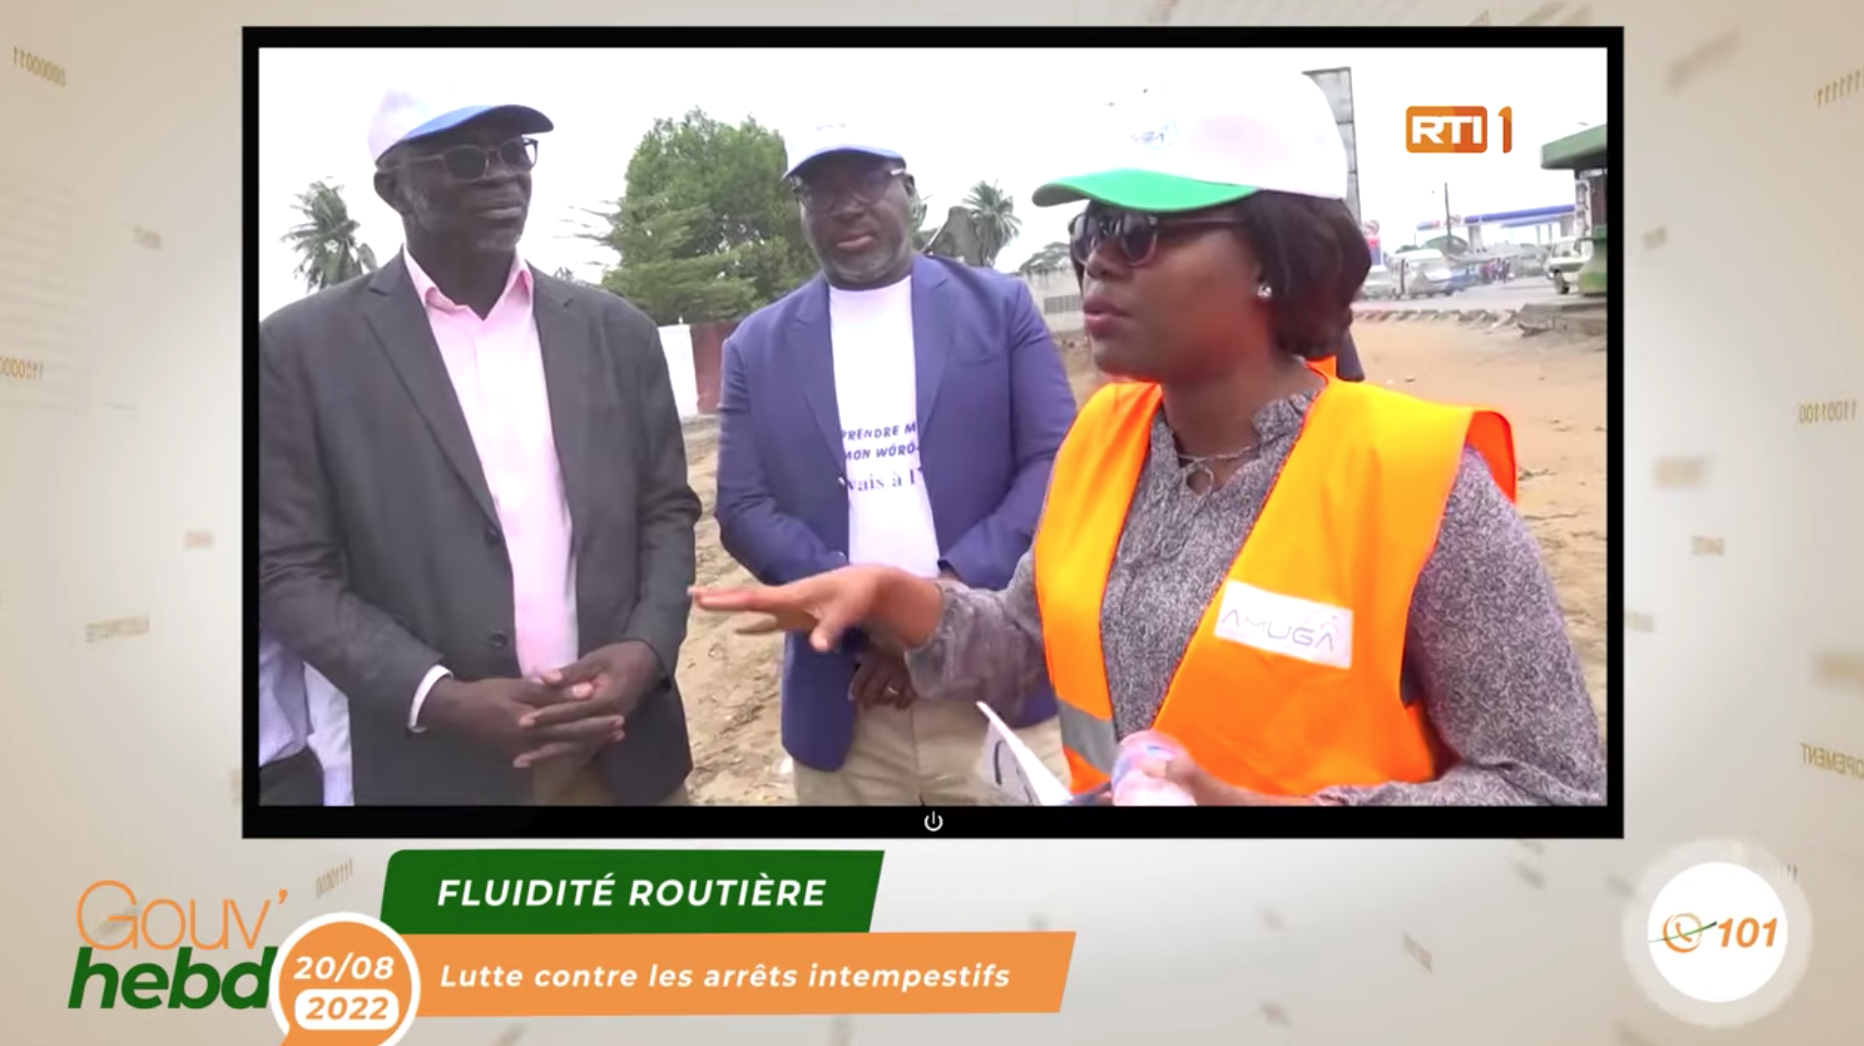 RTI 1
PRENDRE M
MON WÔRÔ-
vais à l'
AMUGA
FLUIDITÉ ROUTIÈRE
Gouv'
hebd
20/08
2022
Lutte contre les arrêts intempestifs
101